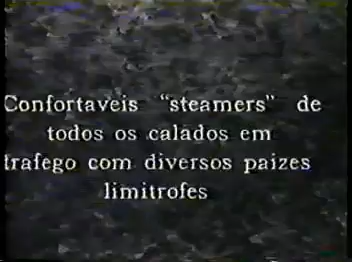 Confortaveis "steamers" de
todos os calados em
trafego com diversos paizes
limitrofes